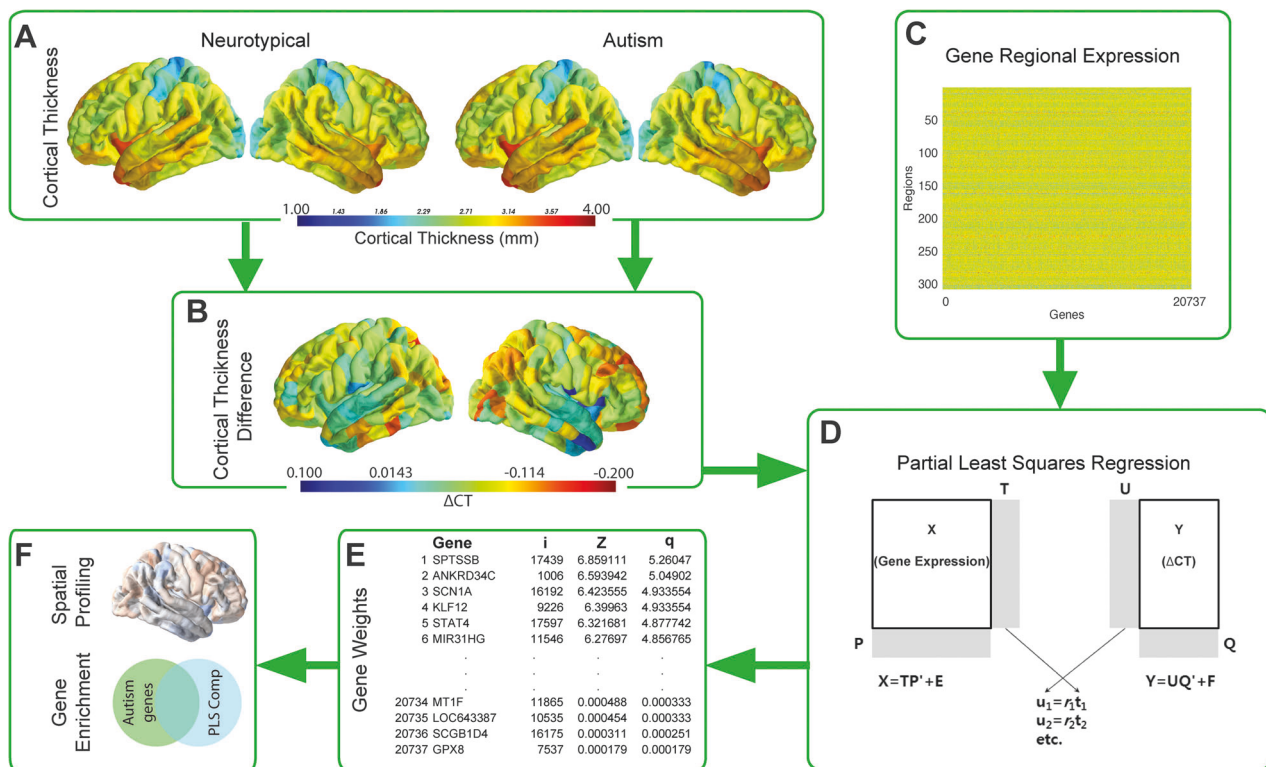 A
Neurotypical
Autism
Cortical Thickness
1.00 1.43 1.86 2.29 2.71 3.14 3.57 4.00
Cortical Thickness (mm)
B
Cortical Thcikness
Difference
0.100 0.0143 -0.114 -0.200
ΔCT
C
Gene Regional Expression
Regions
50
100
150
200
250
300
0 20737
Genes
D
Partial Least Squares Regression
T U
X
(Gene Expression)
Y
(ΔCT)
P Q
X=TP'+E Y=UQ'+F
u1=r1t1
u2=r2t2
etc.
E
Gene Weights
Gene i Z q
1 SPTSSB 17439 6.859111 5.26047
2 ANKRD34C 1006 6.593942 5.04902
3 SCN1A 16192 6.423555 4.933554
4 KLF12 9226 6.39963 4.933554
5 STAT4 17597 6.321681 4.877742
6 MIR31HG 11546 6.27697 4.856765
. . . .
. . . .
. . . .
20734 MT1F 11865 0.000488 0.000333
20735 LOC643387 10535 0.000454 0.000333
20736 SCGB1D4 16175 0.000311 0.000251
20737 GPX8 7537 0.000179 0.000179
F
Spatial
Profiling
Gene
Enrichment
Autism
genes
PLS Comp